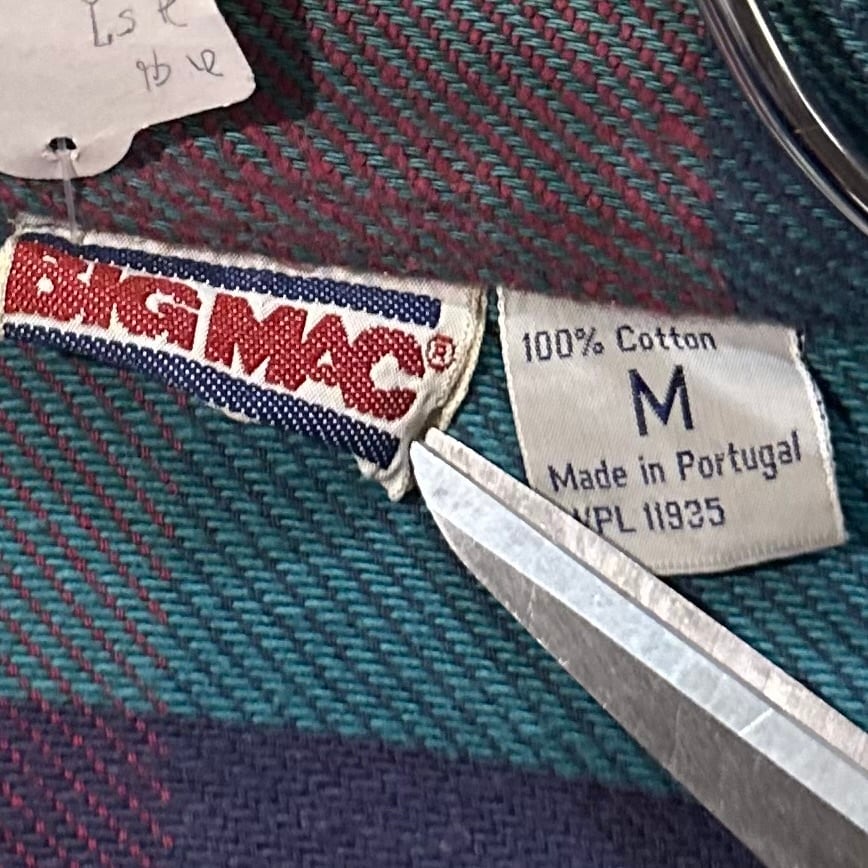 BIG MAC®
100% Cotton
M
Made in Portugal
WPL 11935